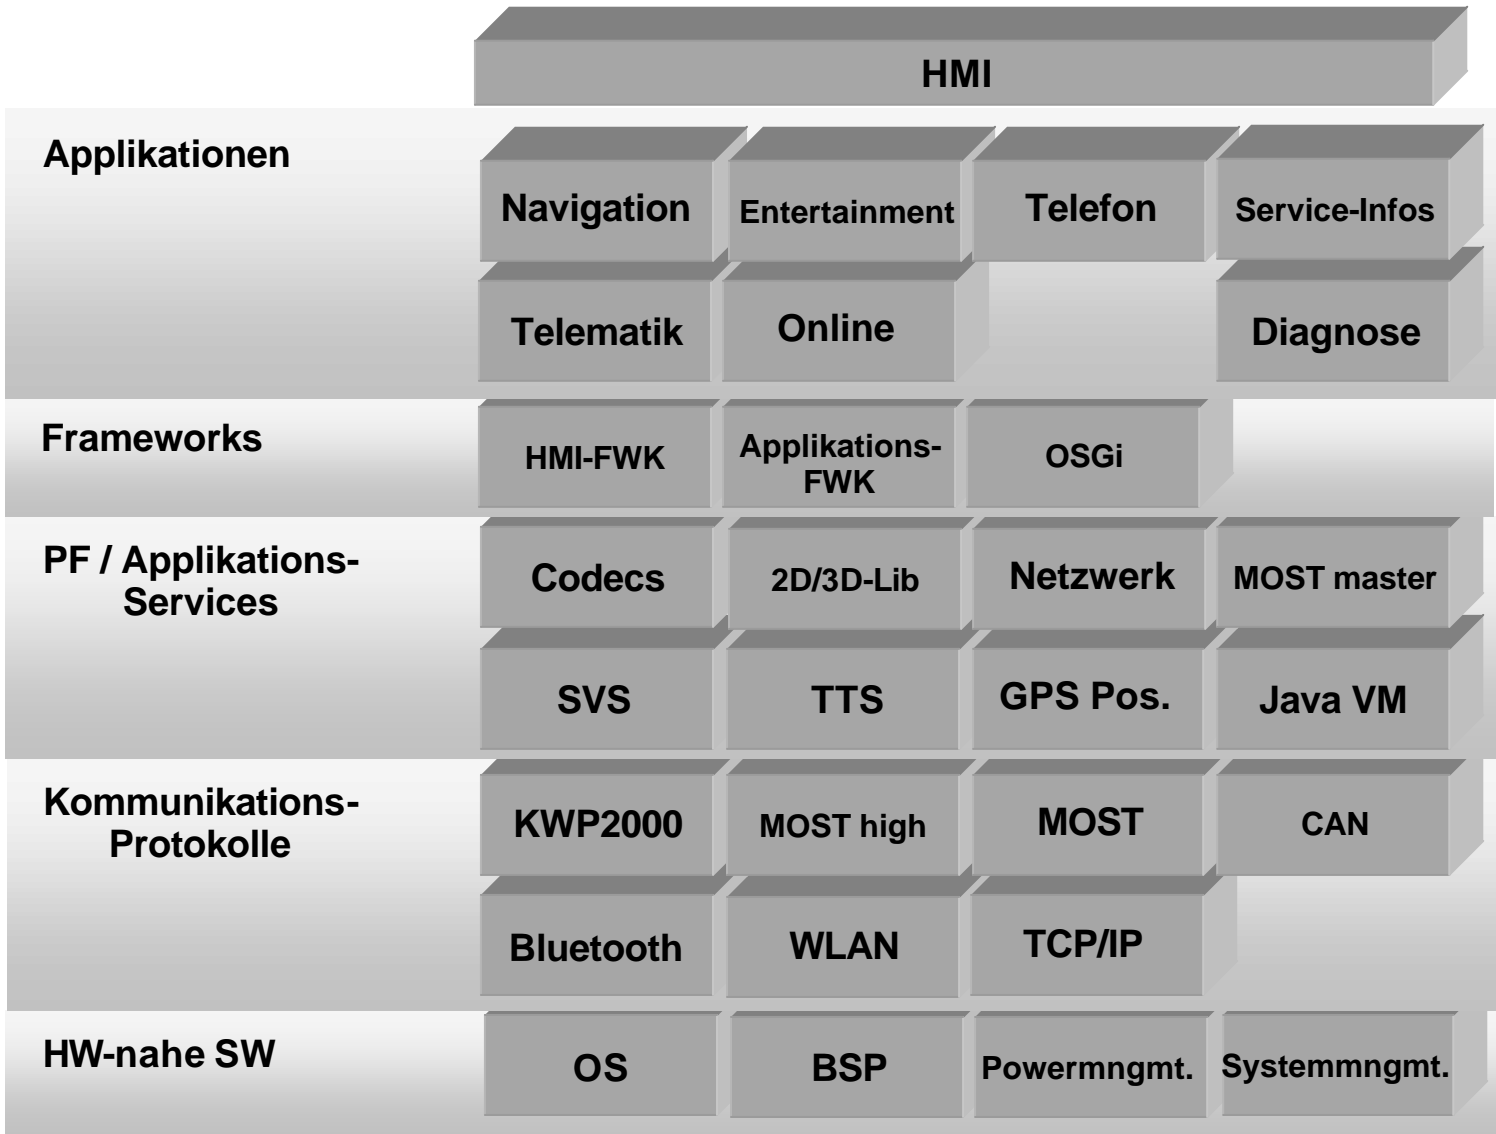 HMI
Applikationen
Navigation
Entertainment
Telefon
Service-Infos
Telematik
Online
Diagnose
Frameworks
HMI-FWK
Applikations-
FWK
OSGi
PF / Applikations-
Services
Codecs
2D/3D-Lib
Netzwerk
MOST master
SVS
TTS
GPS Pos.
Java VM
Kommunikations-
Protokolle
KWP2000
MOST high
MOST
CAN
Bluetooth
WLAN
TCP/IP
HW-nahe SW
OS
BSP
Powermngmt.
Systemmngmt.